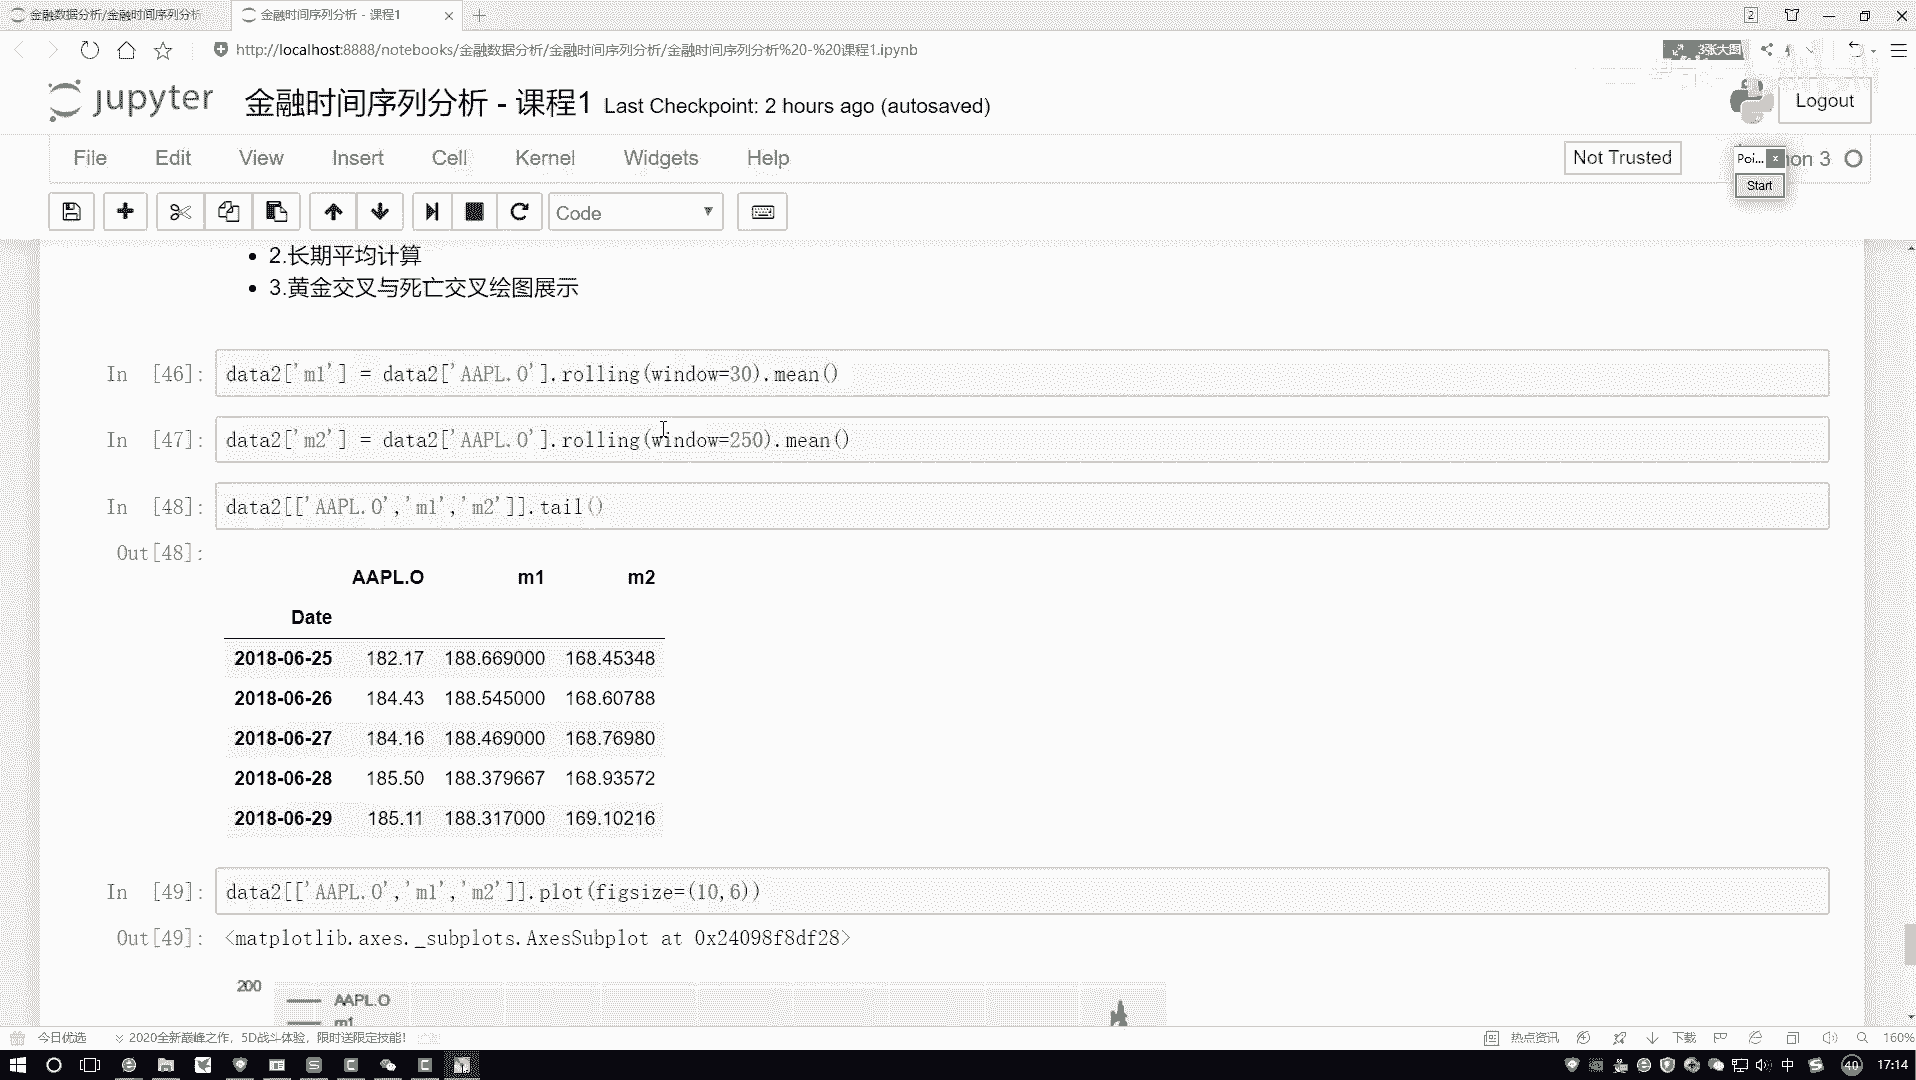 金融数据分析/金融时间序列分析
金融时间序列分析 - 课程1
2
http://localhost:8888/notebooks/金融数据分析/金融时间序列分析/金融时间序列分析%20-%20课程1.ipynb
3张大图
jupyter
金融时间序列分析 - 课程1
Last Checkpoint: 2 hours ago (autosaved)
Logout
File Edit View Insert Cell Kernel Widgets Help
Not Trusted
Poi...
on 3
Start
Code
2.长期平均计算
3.黄金交叉与死亡交叉绘图展示
In [46]: data2['m1'] = data2['AAPL.O'].rolling(window=30).mean()
In [47]: data2['m2'] = data2['AAPL.O'].rolling(window=250).mean()
In [48]: data2[['AAPL.O','m1','m2']].tail()
Out[48]:
AAPL.O m1 m2
Date
2018-06-25 182.17 188.669000 168.45348
2018-06-26 184.43 188.545000 168.60788
2018-06-27 184.16 188.469000 168.76980
2018-06-28 185.50 188.379667 168.93572
2018-06-29 185.11 188.317000 169.10216
In [49]: data2[['AAPL.O','m1','m2']].plot(figsize=(10,6))
Out[49]: <matplotlib.axes._subplots.AxesSubplot at 0x24098f8df28>
200
AAPL.O
m1
今日优选
2020全新巅峰之作，5D战斗体验，限时送限定技能！
热点资讯
下载
160%
中
40
17:14